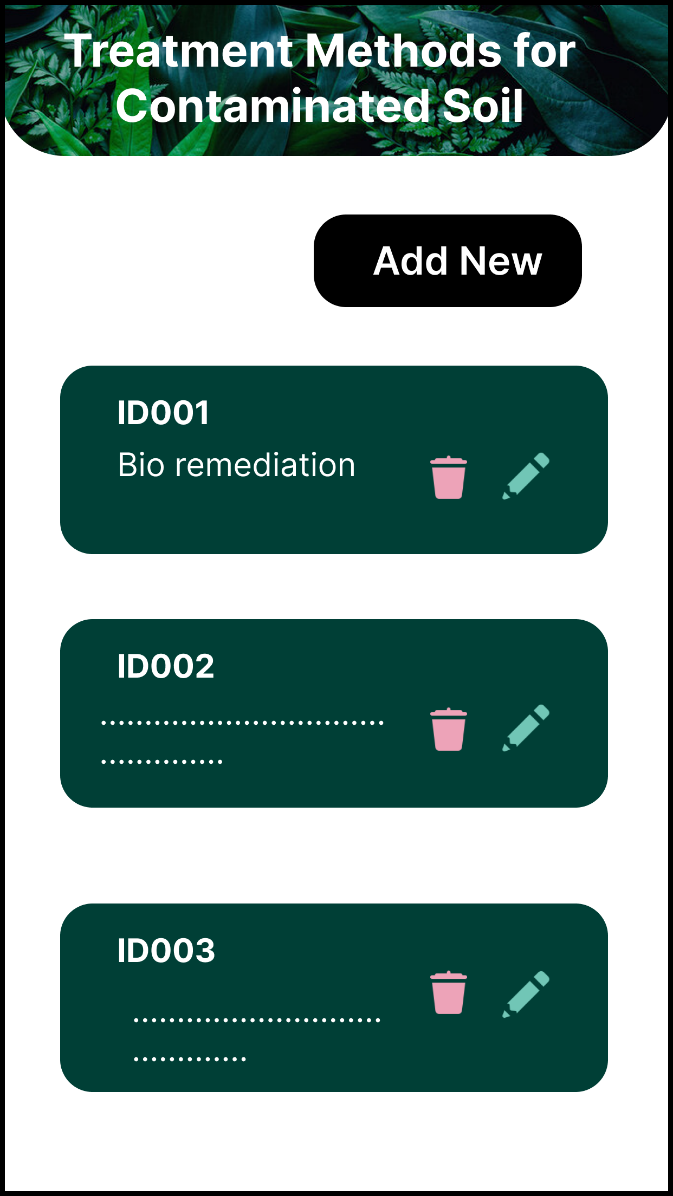 Treatment Methods for
Contaminated Soil
Add New
ID001
Bio remediation
ID002
................................
..............
ID003
............................
.............